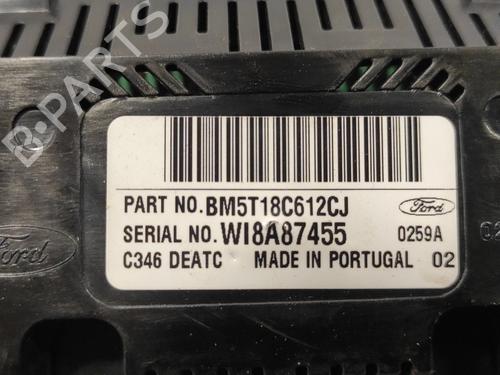 B-PARTS
PART NO. BM5T18C612CJ
Ford
SERIAL NO. WI8A87455
0259A
C346 DEATC MADE IN PORTUGAL 02
Ford